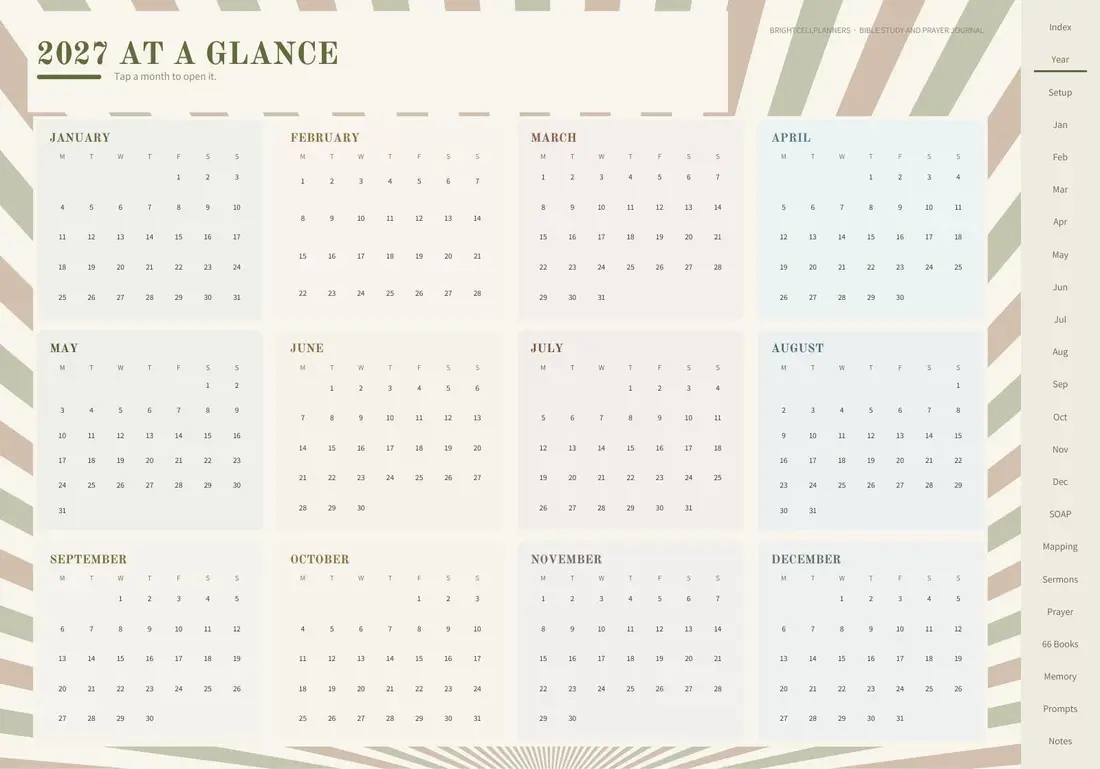 BRIGHTCELLPLANNERS · BIBLE STUDY AND PRAYER JOURNAL
2027 AT A GLANCE
Tap a month to open it.
JANUARY
M T W T F S S
1 2 3
4 5 6 7 8 9 10
11 12 13 14 15 16 17
18 19 20 21 22 23 24
25 26 27 28 29 30 31
FEBRUARY
M T W T F S S
1 2 3 4 5 6 7
8 9 10 11 12 13 14
15 16 17 18 19 20 21
22 23 24 25 26 27 28
MARCH
M T W T F S S
1 2 3 4 5 6 7
8 9 10 11 12 13 14
15 16 17 18 19 20 21
22 23 24 25 26 27 28
29 30 31
APRIL
M T W T F S S
1 2 3 4
5 6 7 8 9 10 11
12 13 14 15 16 17 18
19 20 21 22 23 24 25
26 27 28 29 30
MAY
M T W T F S S
1 2
3 4 5 6 7 8 9
10 11 12 13 14 15 16
17 18 19 20 21 22 23
24 25 26 27 28 29 30
31
JUNE
M T W T F S S
1 2 3 4 5 6
7 8 9 10 11 12 13
14 15 16 17 18 19 20
21 22 23 24 25 26 27
28 29 30
JULY
M T W T F S S
1 2 3 4
5 6 7 8 9 10 11
12 13 14 15 16 17 18
19 20 21 22 23 24 25
26 27 28 29 30 31
AUGUST
M T W T F S S
1
2 3 4 5 6 7 8
9 10 11 12 13 14 15
16 17 18 19 20 21 22
23 24 25 26 27 28 29
30 31
SEPTEMBER
M T W T F S S
1 2 3 4 5
6 7 8 9 10 11 12
13 14 15 16 17 18 19
20 21 22 23 24 25 26
27 28 29 30
OCTOBER
M T W T F S S
1 2 3
4 5 6 7 8 9 10
11 12 13 14 15 16 17
18 19 20 21 22 23 24
25 26 27 28 29 30 31
NOVEMBER
M T W T F S S
1 2 3 4 5 6 7
8 9 10 11 12 13 14
15 16 17 18 19 20 21
22 23 24 25 26 27 28
29 30
DECEMBER
M T W T F S S
1 2 3 4 5
6 7 8 9 10 11 12
13 14 15 16 17 18 19
20 21 22 23 24 25 26
27 28 29 30 31
Index
Year
Setup
Jan
Feb
Mar
Apr
May
Jun
Jul
Aug
Sep
Oct
Nov
Dec
SOAP
Mapping
Sermons
Prayer
66 Books
Memory
Prompts
Notes